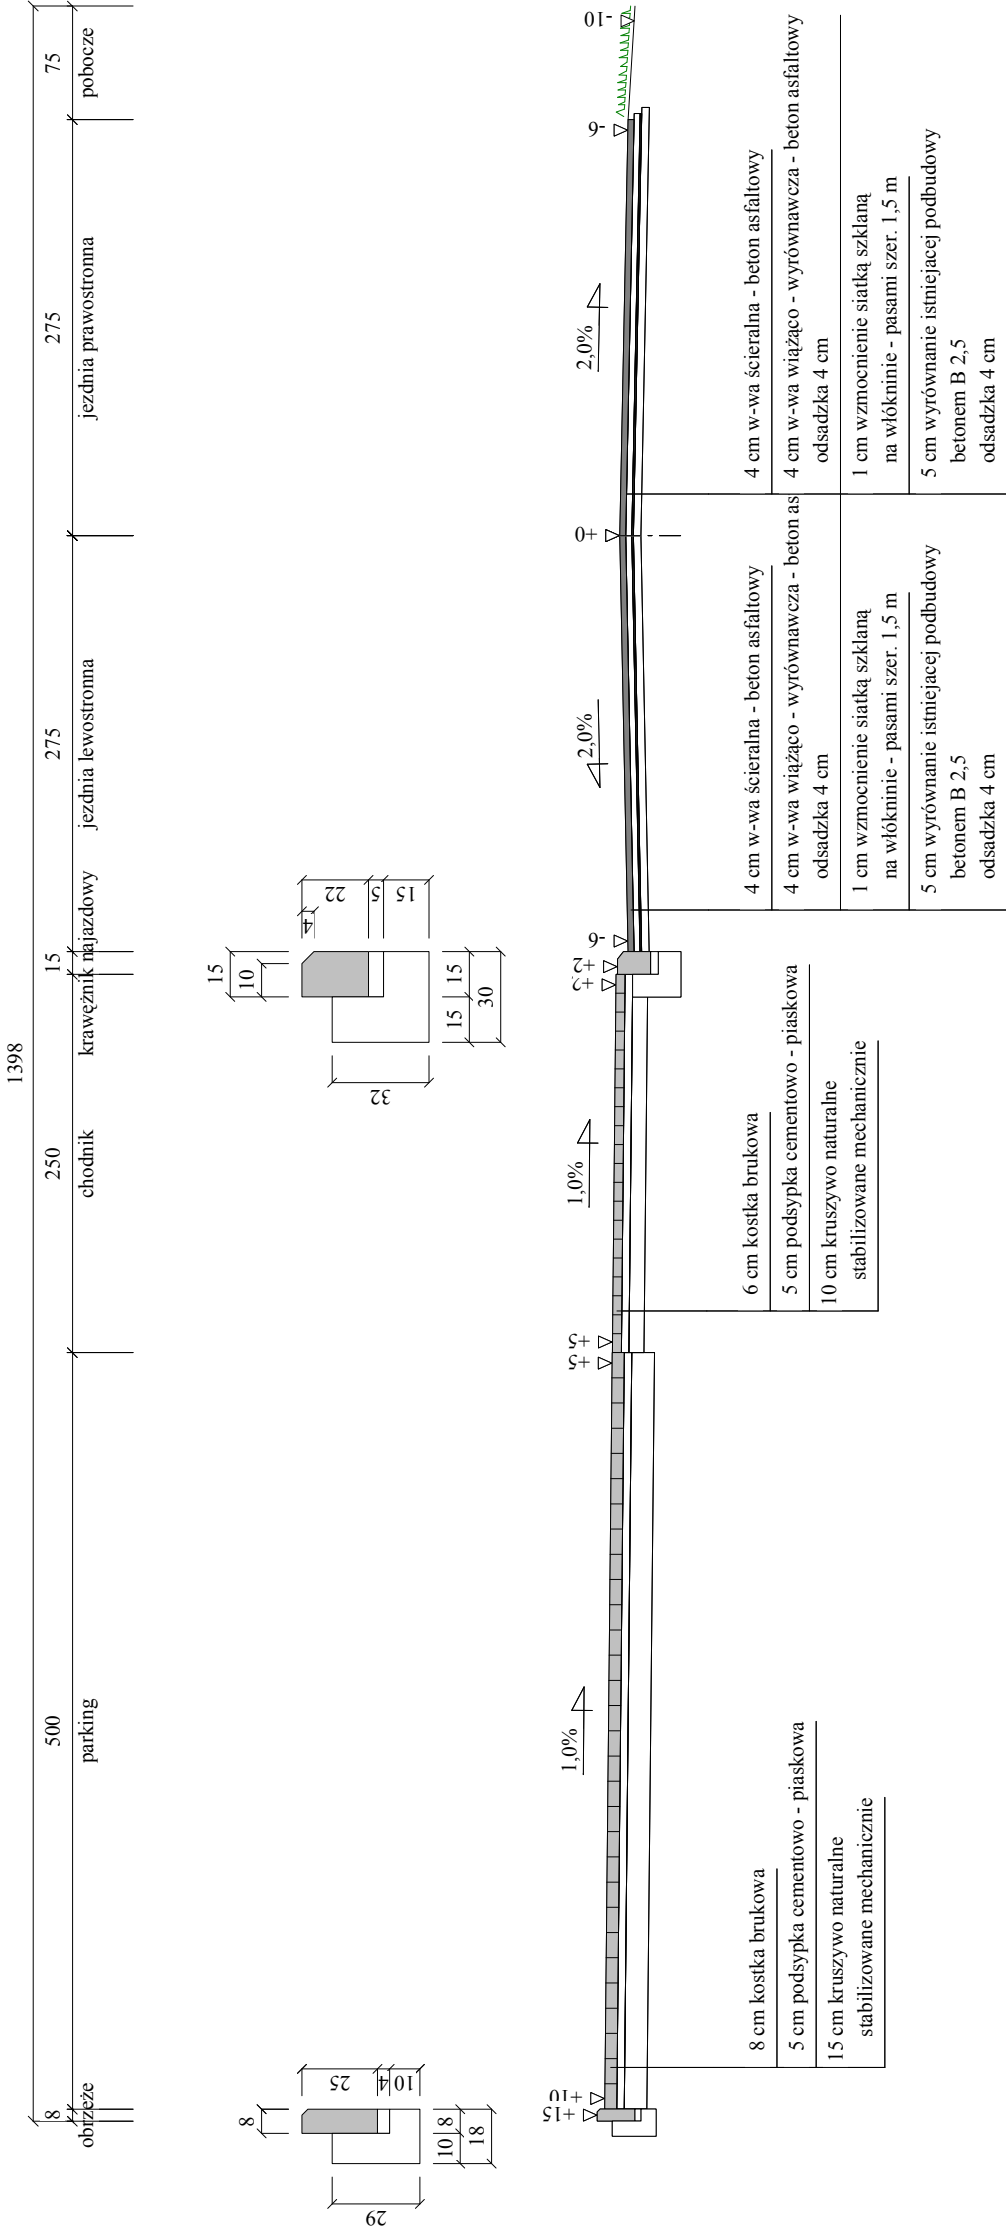 1398
8
500
250
15
275
275
75
obrzeże
parking
chodnik
krawężnik najazdowy
jezdnia lewostronna
jezdnia prawostronna
pobocze
8
25
4
10
10
8
18
29
15
10
4
22
5
15
15
15
30
32
+15
+10
1,0%
+5
+5
1,0%
+2
+2
-6
2,0%
+0
2,0%
-6
-10
8 cm kostka brukowa
5 cm podsypka cementowo - piaskowa
15 cm kruszywo naturalne
stabilizowane mechanicznie
6 cm kostka brukowa
5 cm podsypka cementowo - piaskowa
10 cm kruszywo naturalne
stabilizowane mechanicznie
4 cm w-wa ścieralna - beton asfaltowy
4 cm w-wa wiążąco - wyrównawcza - beton as
odsadzka 4 cm
1 cm wzmocnienie siatką szklaną
na włókninie - pasami szer. 1,5 m
5 cm wyrównanie istniejacej podbudowy
betonem B 2,5
odsadzka 4 cm
4 cm w-wa ścieralna - beton asfaltowy
4 cm w-wa wiążąco - wyrównawcza - beton asfaltowy
odsadzka 4 cm
1 cm wzmocnienie siatką szklaną
na włókninie - pasami szer. 1,5 m
5 cm wyrównanie istniejacej podbudowy
betonem B 2,5
odsadzka 4 cm